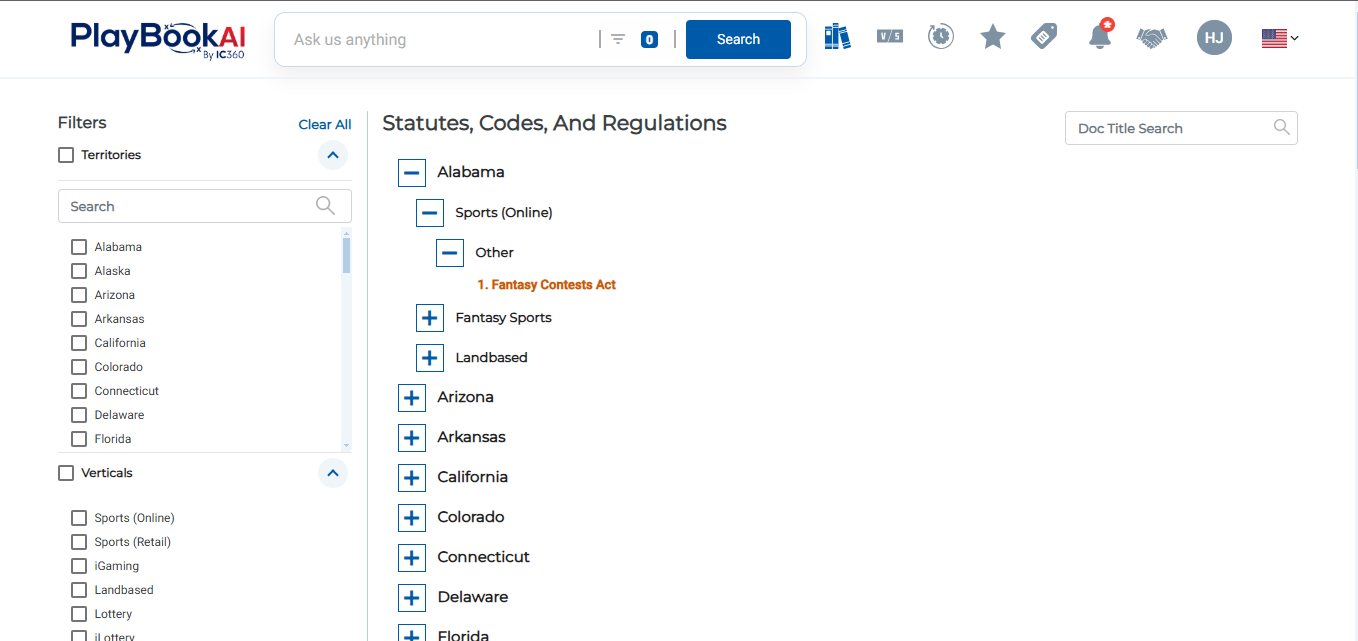 PlayBookAI
By IC360
Ask us anything
0
Search
V/S
HJ
Filters
Clear All
Territories
Search
Alabama
Alaska
Arizona
Arkansas
California
Colorado
Connecticut
Delaware
Florida
Verticals
Sports (Online)
Sports (Retail)
iGaming
Landbased
Lottery
iLottery
Statutes, Codes, And Regulations
Doc Title Search
Alabama
Sports (Online)
Other
1. Fantasy Contests Act
Fantasy Sports
Landbased
Arizona
Arkansas
California
Colorado
Connecticut
Delaware
Florida